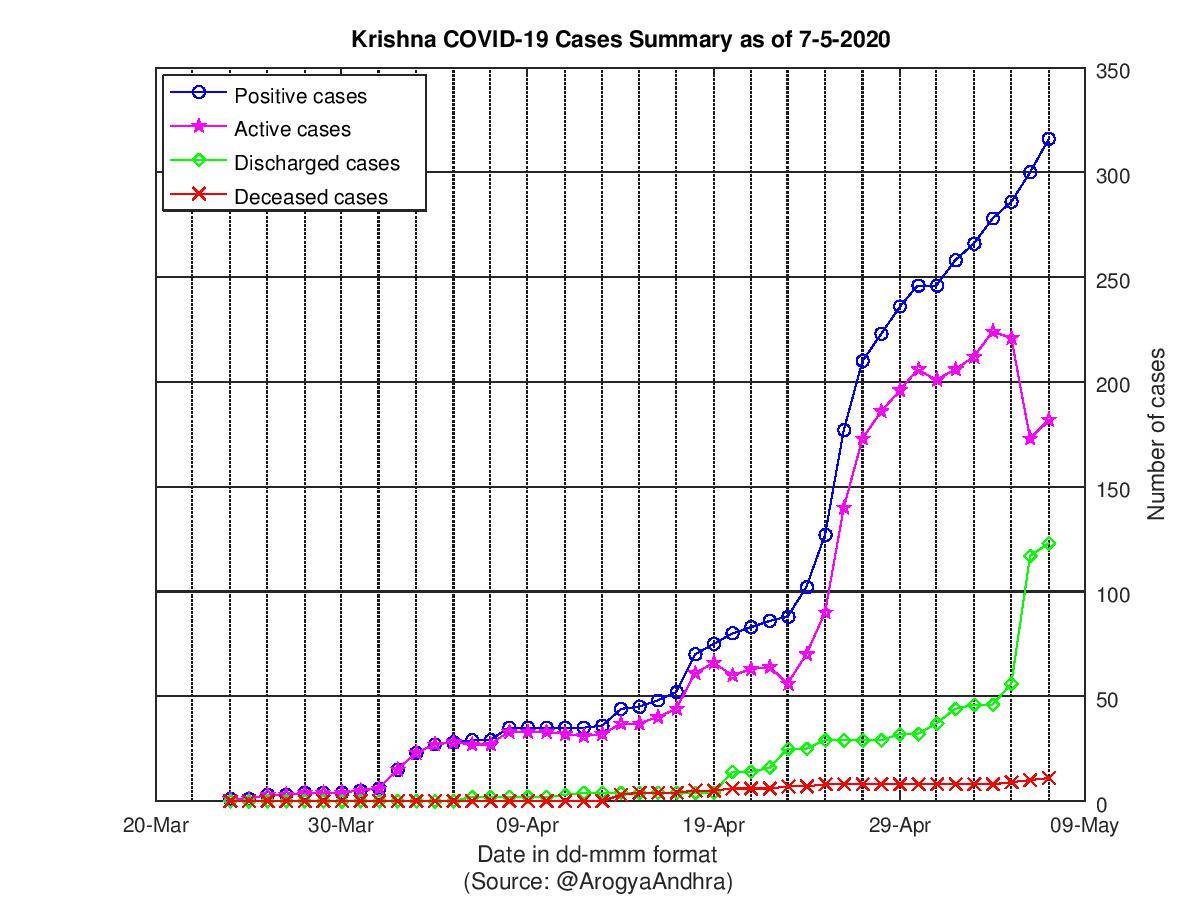 Krishna COVID-19 Cases Summary as of 7-5-2020
Positive cases
Active cases
Discharged cases
Deceased cases
350
300
250
200
150
100
50
0
Number of cases
20-Mar 30-Mar 09-Apr 19-Apr 29-Apr 09-May
Date in dd-mmm format
(Source: @ArogyaAndhra)